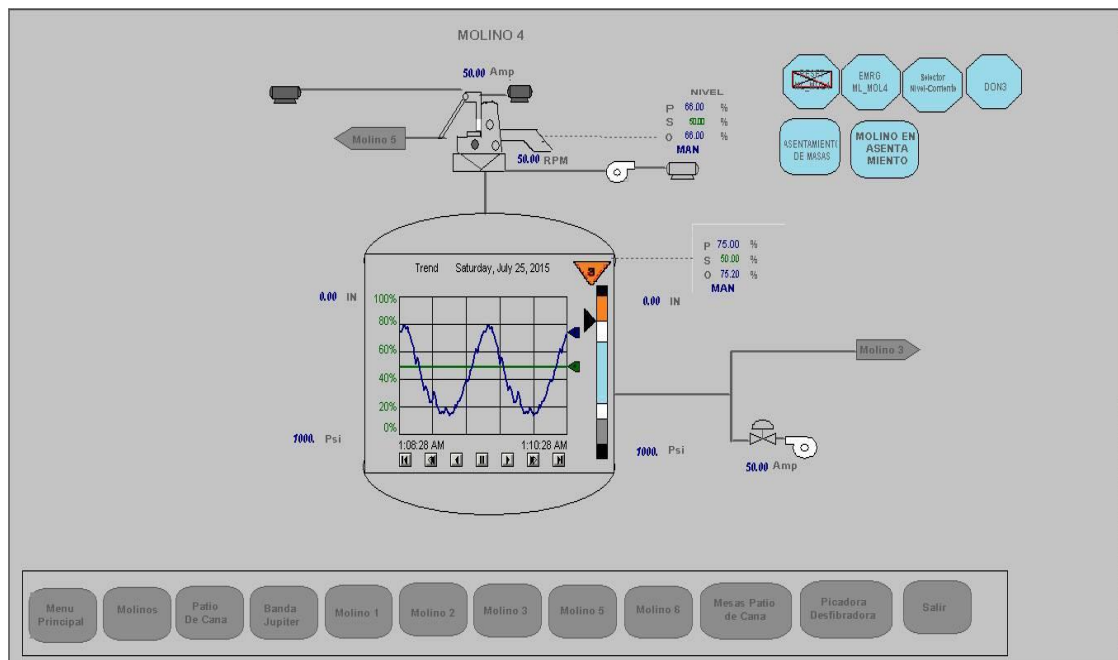 MOLINO 4
50.00 Amp
Molino 5
50.00 RPM
NIVEL
P 66.00 %
S 50.00 %
O 66.00 %
MAN
EMRG
ML_MOL4
Selector
Nivel-Corriente
DON3
ASENTAMIENTO
DE MASAS
MOLINO EN
ASENTA
MIENTO
P 75.00 %
S 50.00 %
O 75.20 %
MAN
Trend Saturday, July 25, 2015
3
0.00 IN
0.00 IN
100%
80%
60%
40%
20%
0%
1:08:28 AM 1:10:28 AM
1000. Psi
1000. Psi
Molino 3
50.00 Amp
Menu
Principal
Molinos
Patio
De Cana
Banda
Jupiter
Molino 1
Molino 2
Molino 3
Molino 5
Molino 6
Mesas Patio
de Cana
Picadora
Desfibradora
Salir